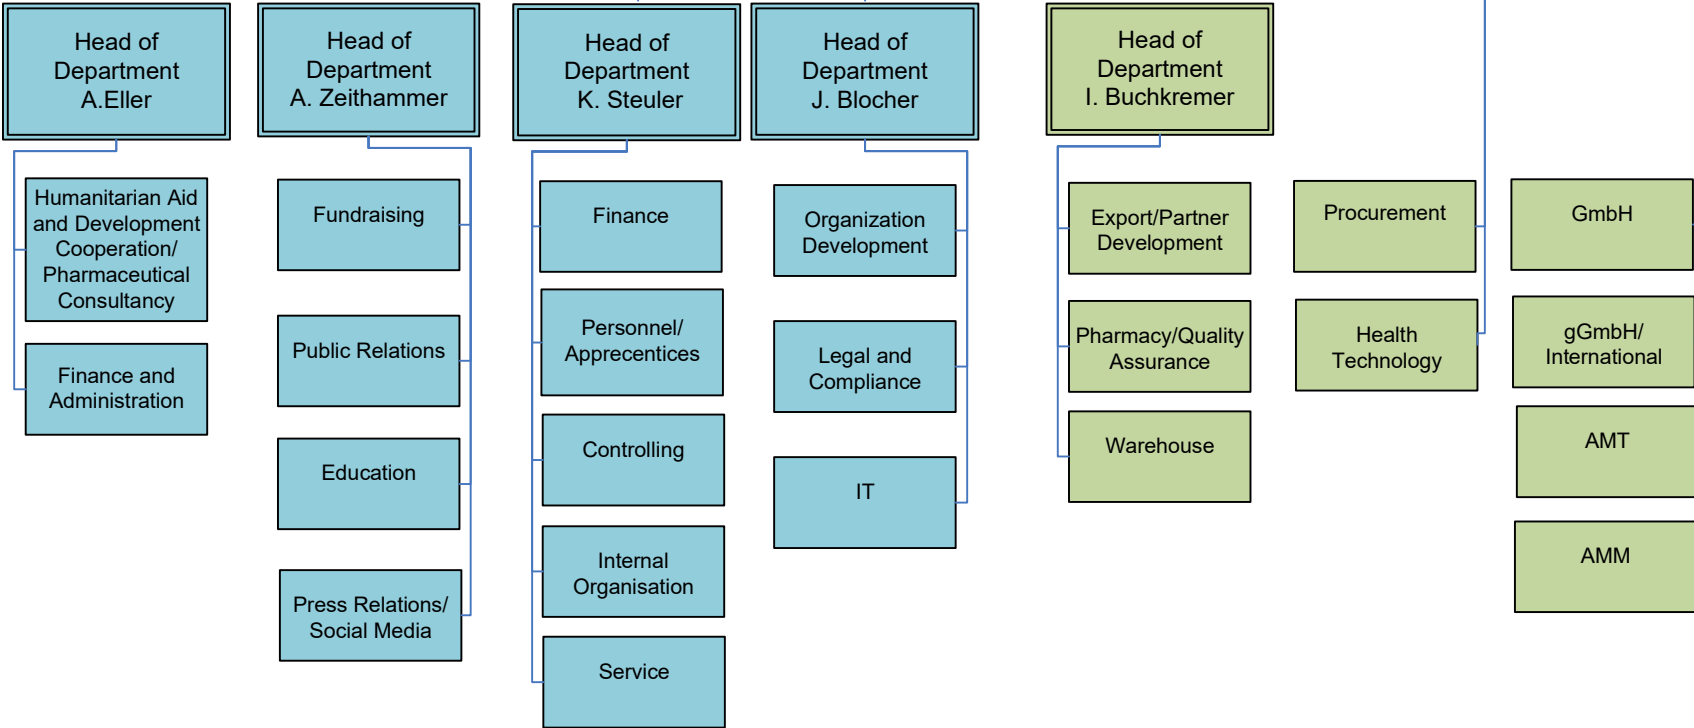 Head of
Department
A.Eller
Humanitarian Aid
and Development
Cooperation/
Pharmaceutical
Consultancy
Finance and
Administration
Head of
Department
A. Zeithammer
Fundraising
Public Relations
Education
Press Relations/
Social Media
Head of
Department
K. Steuler
Finance
Personnel/
Apprecentices
Controlling
Internal
Organisation
Service
Head of
Department
J. Blocher
Organization
Development
Legal and
Compliance
IT
Head of
Department
I. Buchkremer
Export/Partner
Development
Pharmacy/Quality
Assurance
Warehouse
Procurement
Health
Technology
GmbH
gGmbH/
International
AMT
AMM